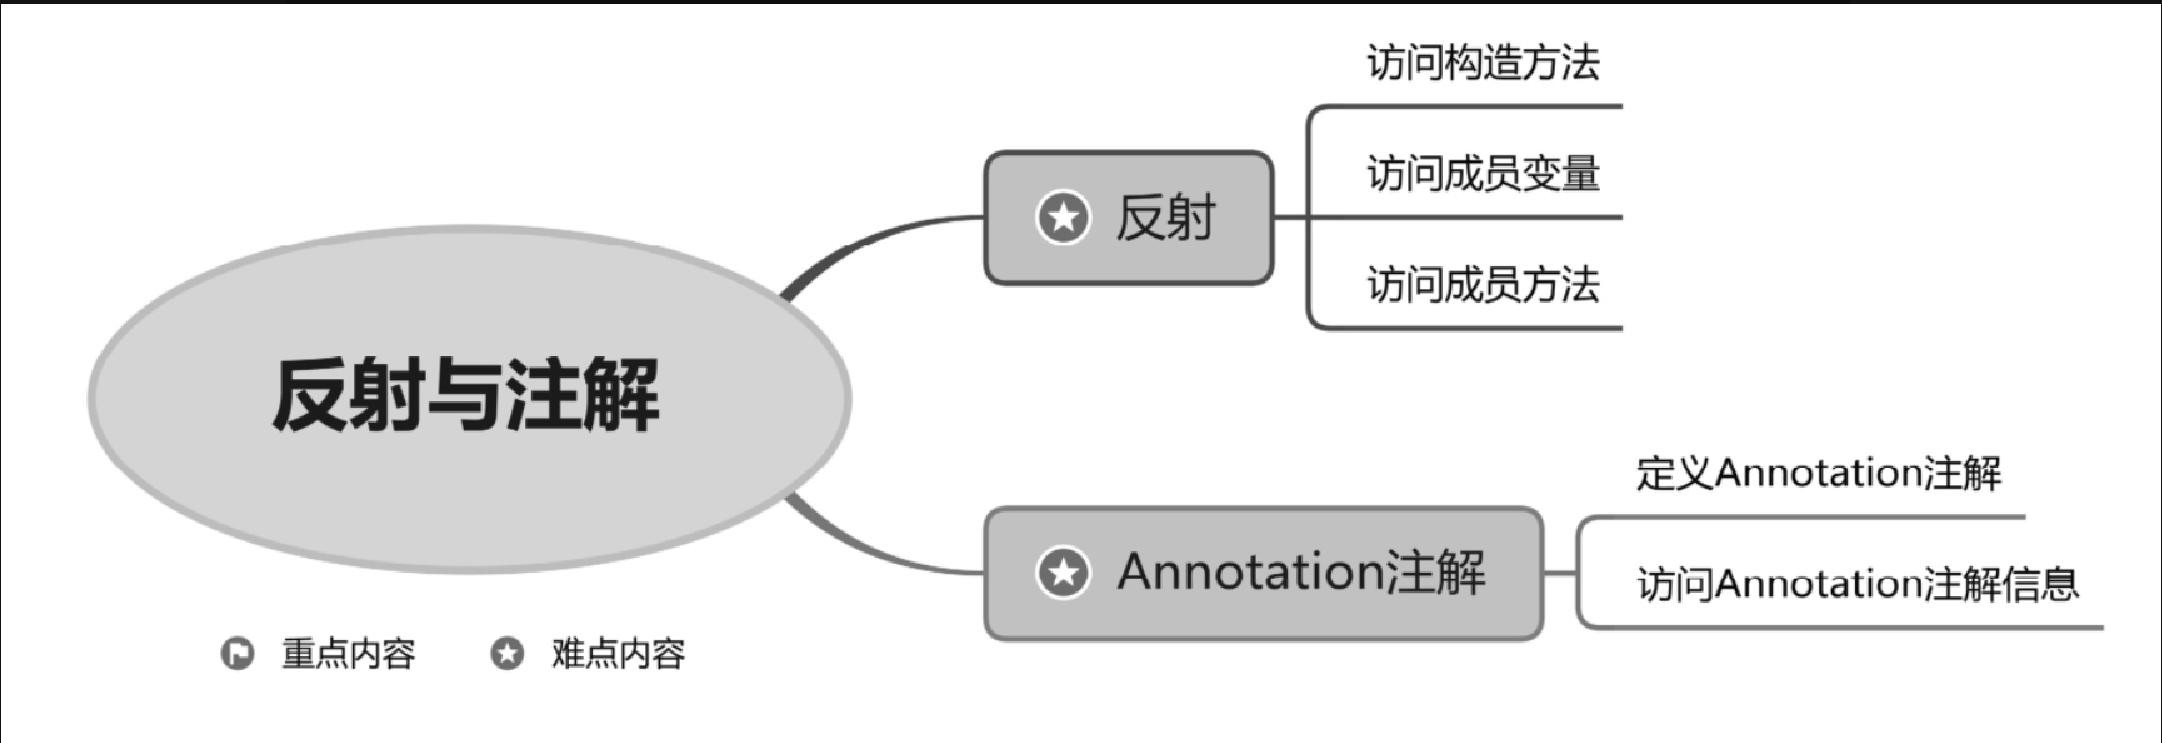 访问构造方法
访问成员变量
反射
访问成员方法
反射与注解
定义Annotation注解
Annotation注解
访问Annotation注解信息
重点内容 难点内容